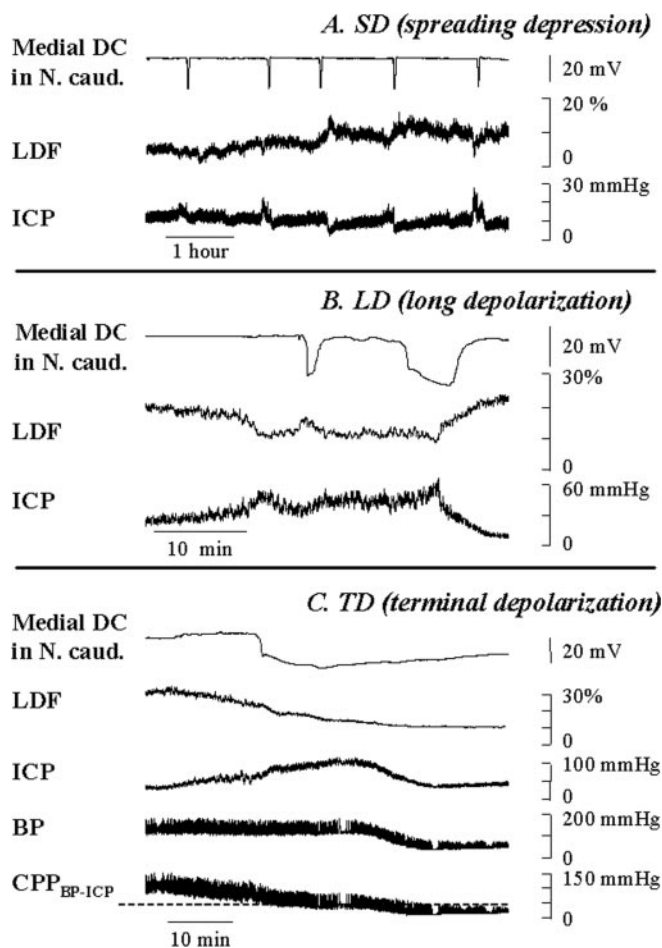 A. SD (spreading depression)
Medial DC
in N. caud.
20 mV
20 %
LDF
0
30 mmHg
ICP
0
1 hour
B. LD (long depolarization)
Medial DC
in N. caud.
20 mV
30%
LDF
0
60 mmHg
ICP
0
10 min
C. TD (terminal depolarization)
Medial DC
in N. caud.
20 mV
LDF
30%
0
ICP
100 mmHg
0
BP
200 mmHg
0
CPP BP-ICP
150 mmHg
0
10 min